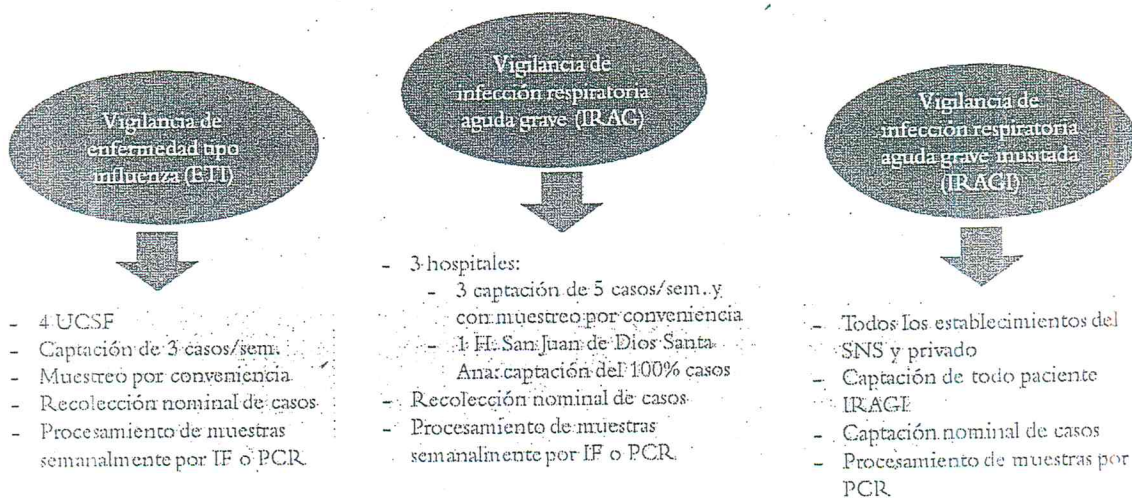 Vigilancia de
enfermedad tipo
influenza (ETI)
- 4 UCSF
- Captación de 3 casos/sem.
- Muestreo por conveniencia
- Recolección nominal de casos
- Procesamiento de muestras
semanalmente por IF o PCR
Vigilancia de
infección respiratoria
aguda grave (IRAG)
- 3 hospitales:
- 3 captación de 5 casos/sem. y
con muestreo por conveniencia
- 1 H. San Juan de Dios Santa
Ana: captación del 100% casos
- Recolección nominal de casos
- Procesamiento de muestras
semanalmente por IF o PCR
Vigilancia de
infección respiratoria
aguda grave inusitada
(IRAGI)
- Todos los establecimientos del
SNS y privado
- Captación de todo paciente
IRAGI
- Captación nominal de casos
- Procesamiento de muestras por
PCR